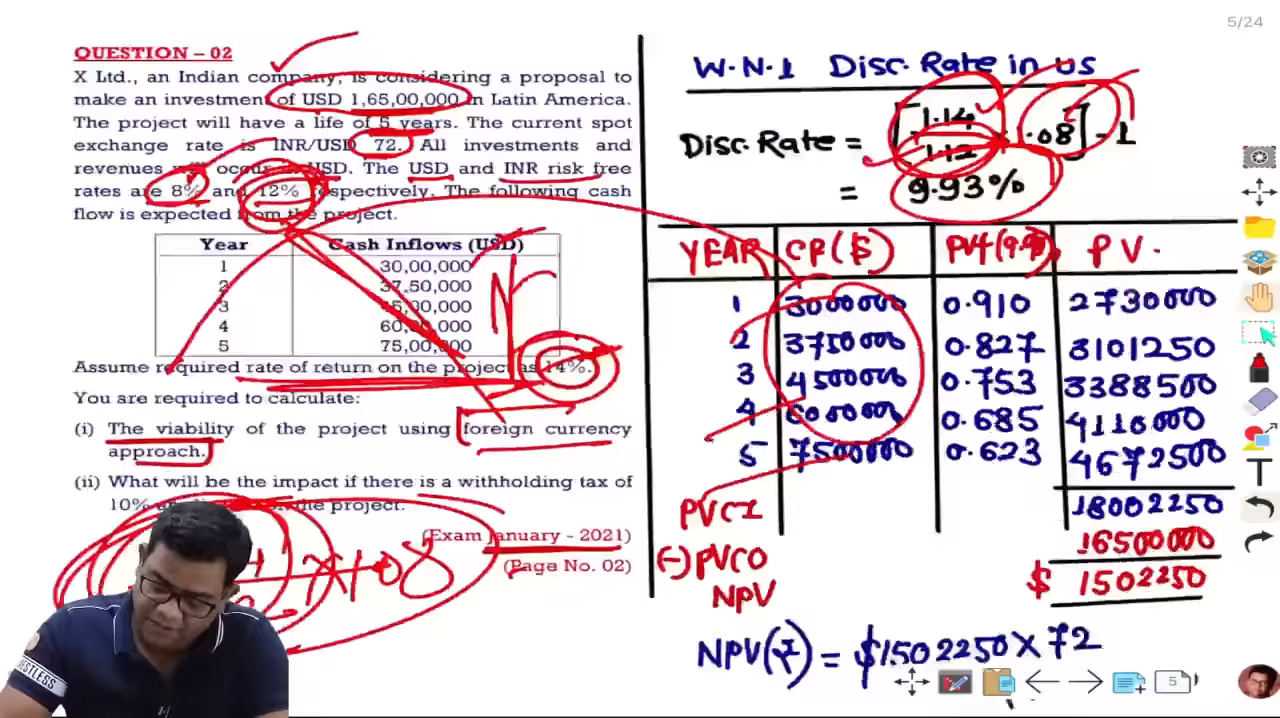 5/24
QUESTION – 02
X Ltd., an Indian company, is considering a proposal to
make an investment of USD 1,65,00,000 in Latin America.
The project will have a life of 5 years. The current spot
exchange rate is INR/USD 72. All investments and
revenues will occur in USD. The USD and INR risk free
rates are 8% and 12% respectively. The following cash
flow is expected from the project.
Year Cash Inflows (USD)
1 30,00,000
2 37,50,000
3 45,00,000
4 60,00,000
5 75,00,000
Assume required rate of return on the project as 14%.
You are required to calculate:
(i) The viability of the project using foreign currency
approach.
(ii) What will be the impact if there is a withholding tax of
10% the project.
(Exam January - 2021)
(Page No. 02)
x 1.08
W.N.1 Disc. Rate in US
Disc. Rate = [1.14 / 1.12 × 1.08] - 1
= 9.93%
YEAR CF($) PVf(9.93) PV.
1 3000000 0.910 2730000
2 3750000 0.827 3101250
3 4500000 0.753 3388500
4 6000000 0.685 4110000
5 7500000 0.623 4672500
PVCI 18002250
(-) PVCO 16500000
NPV $ 1502250
NPV(₹) = $1502250 × 72
5